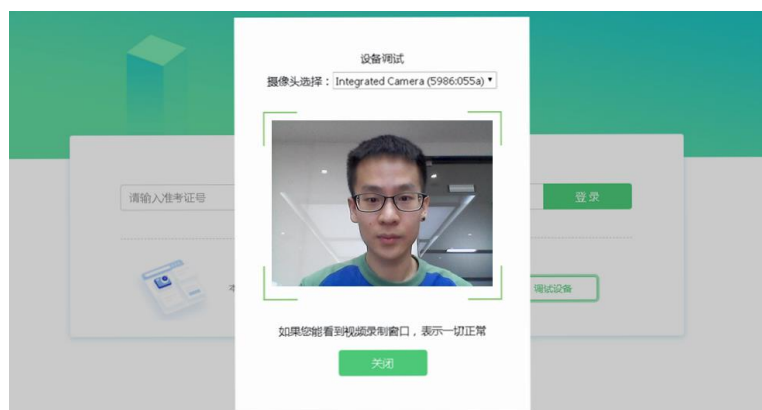 设备调试
摄像头选择：Integrated Camera (5986:055a)
请输入准考证号
登录
调试设备
如果您能看到视频录制窗口，表示一切正常
关闭